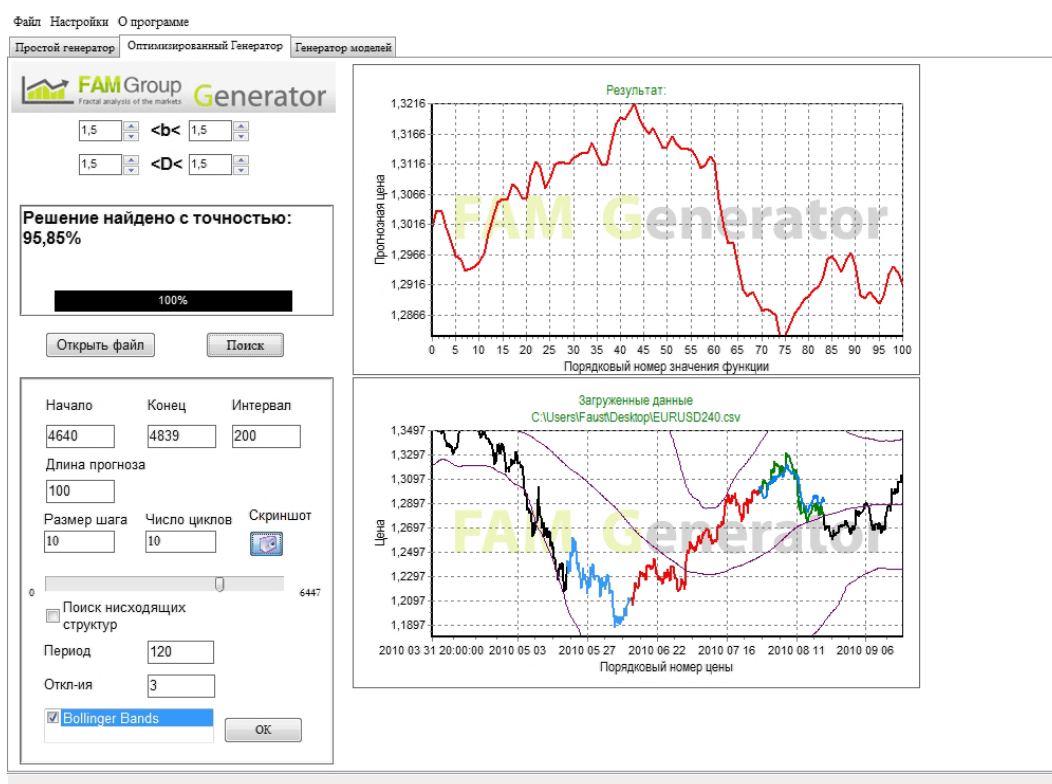 Файл Настройки О программе
Простой генератор Оптимизированный Генератор Генератор моделей
FAMGroup
Fractal analysis of the markets
Generator
1,5 <b< 1,5
1,5 <D< 1,5
Решение найдено с точностью:
95,85%
100%
Открыть файл Поиск
Начало Конец Интервал
4640 4839 200
Длина прогноза
100
Размер шага Число циклов Скриншот
10 10
0 6447
Поиск нисходящих
структур
Период 120
Откл-ия 3
Bollinger Bands
ОК
Результат:
1,3216
1,3166
1,3116
1,3066
1,3016
1,2966
1,2916
1,2866
Прогнозная цена
FAM Generator
0 5 10 15 20 25 30 35 40 45 50 55 60 65 70 75 80 85 90 95 100
Порядковый номер значения функции
Загруженные данные
C:\Users\Faust\Desktop\EURUSD240.csv
1,3497
1,3297
1,3097
1,2897
1,2697
1,2497
1,2297
1,2097
1,1897
Цена
FAM Generator
2010 03 31 20:00:00 2010 05 03 2010 05 27 2010 06 22 2010 07 16 2010 08 11 2010 09 06
Порядковый номер цены